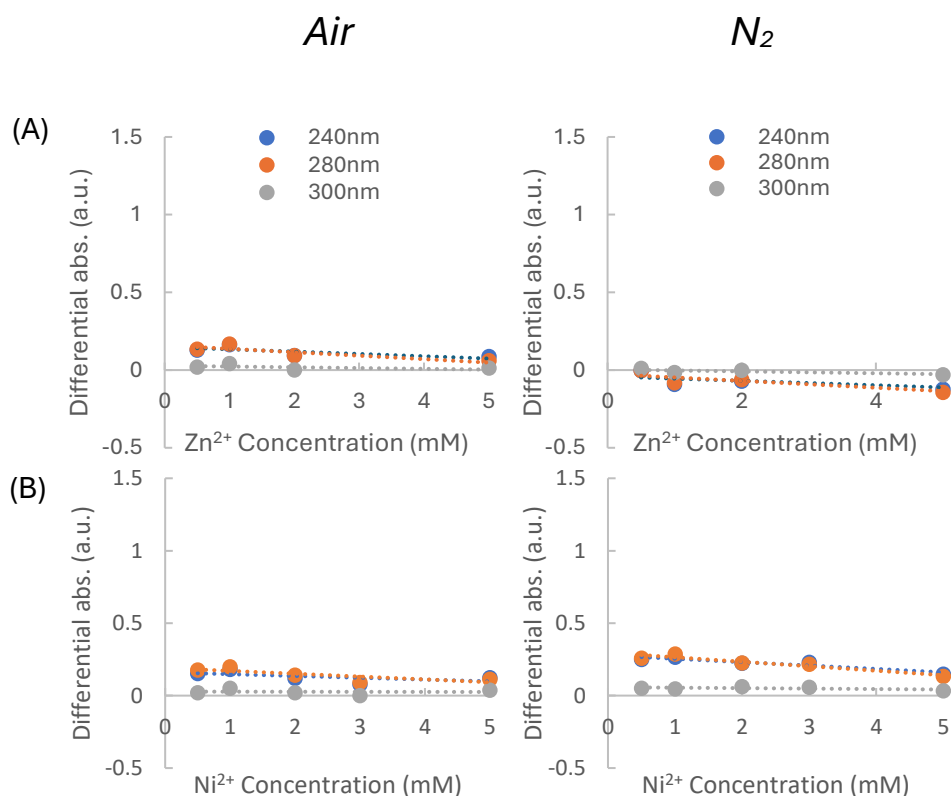 Air
N₂
(A)
1.5
1
0.5
0
-0.5
Differential abs. (a.u.)
240nm
280nm
300nm
0 1 2 3 4 5
Zn²⁺ Concentration (mM)
1.5
1
0.5
0
-0.5
Differential abs. (a.u.)
240nm
280nm
300nm
0 2 4
Zn²⁺ Concentration (mM)
(B)
1.5
1
0.5
0
-0.5
Differential abs. (a.u.)
0 1 2 3 4 5
Ni²⁺ Concentration (mM)
1.5
1
0.5
0
-0.5
Differential abs. (a.u.)
0 1 2 3 4 5
Ni²⁺ Concentration (mM)